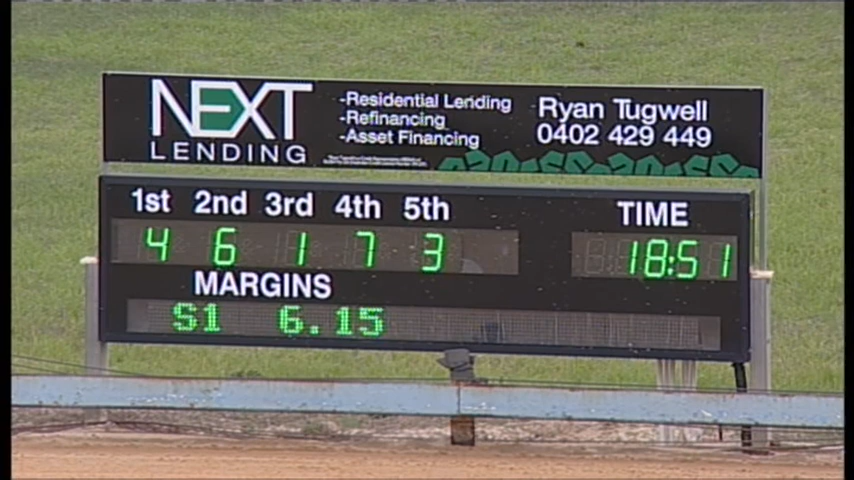 NEXT
LENDING
-Residential Lending
-Refinancing
-Asset Financing
Ryan Tugwell
0402 429 449
1st 2nd 3rd 4th 5th TIME
4 6 1 7 3 18:51 1
MARGINS
S1 6.15